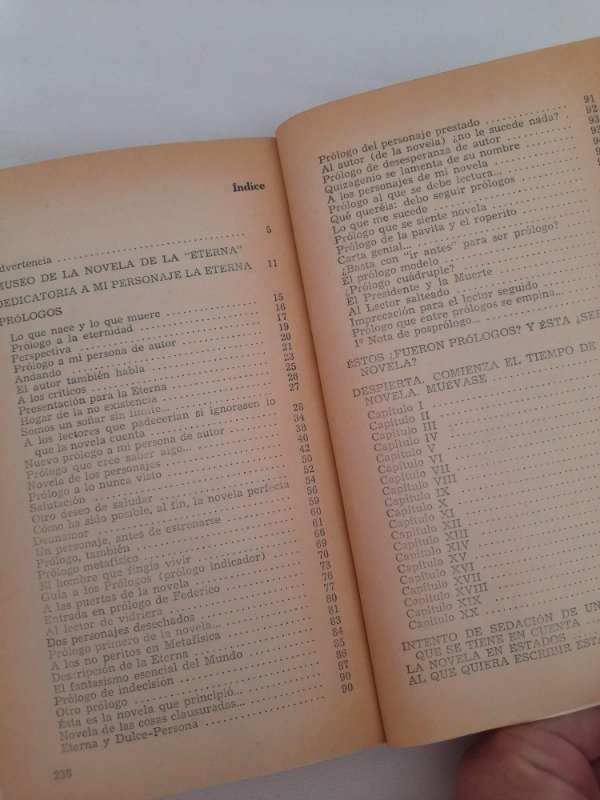 Índice
Advertencia 5
MUSEO DE LA NOVELA DE LA "ETERNA"
DEDICATORIA A MI PERSONAJE LA ETERNA 11
PRÓLOGOS
Lo que nace y lo que muere 15
Prólogo a la eternidad 16
Perspectiva 17
Prólogo a mi persona de autor 19
Andando 20
El autor también habla 21
A los críticos 23
Presentación para la Eterna 25
Hogar de la no existencia 26
Somos un soñar sin límite... 27
A los lectores que padecerían si ignorasen lo
que la novela cuenta 28
Nuevo prólogo a mi persona de autor 34
Prólogo que cree saber algo... 38
Novela de los personajes 40
Prólogo a lo nunca visto 42
Salutación 50
Otro deseo de saludar 52
Cómo ha sido posible, al fin, la novela perfecta 54
Deunamor 56
Un personaje, antes de estrenarse 59
Prólogo, también 60
Prólogo metafísico 61
El hombre que fingía vivir 66
Guía a los Prólogos (prólogo indicador) 69
A las puertas de la novela 70
Entrada en prólogo de Federico 73
Al lector de vidriera 76
Dos personajes desechados 77
Prólogo primero de la novela... 80
A los no peritos en Metafísica 81
Descripción de la Eterna 83
El fantasismo esencial del Mundo 84
Prólogo de indecisión 85
Otro prólogo 86
Ésta es la novela que principió... 87
Novela de las cosas clausuradas... 90
Eterna y Dulce-Persona 90
238
Prólogo del personaje prestado 91
Al autor (de la novela) ¿no le sucede nada? 92
Prólogo de desesperanza de autor
Quizagenio se lamenta de su nombre
A los personajes de mi novela
Prólogo al que se debe lectura...
Qué queréis: debo seguir prólogos
Lo que me sucede
Prólogo que se siente novela
Prólogo de la pavita y el roperito
Carta genial...
¿Basta con "ir antes" para ser prólogo?
El prólogo modelo
¿Prólogo cuádruple?
El Presidente y la Muerte
Al Lector salteado
Imprecación para el lector seguido
Prólogo que entre prólogos se empina...
1º Nota de posprólogo...
ÉSTOS ¿FUERON PRÓLOGOS? Y ÉSTA ¿SER
NOVELA?
DESPIERTA. COMIENZA EL TIEMPO DE
NOVELA. MUÉVASE
Capítulo I
Capítulo II
Capítulo III
Capítulo IV
Capítulo V
Capítulo VI
Capítulo VII
Capítulo VIII
Capítulo IX
Capítulo X
Capítulo XI
Capítulo XII
Capítulo XIII
Capítulo XIV
Capítulo XV
Capítulo XVI
Capítulo XVII
Capítulo XVIII
Capítulo XIX
Capítulo XX
INTENTO DE SEDACIÓN DE UN
QUE SE TIENE EN CUENTA
LA NOVELA EN ESTADOS
AL QUE QUIERA ESCRIBIR ESTA